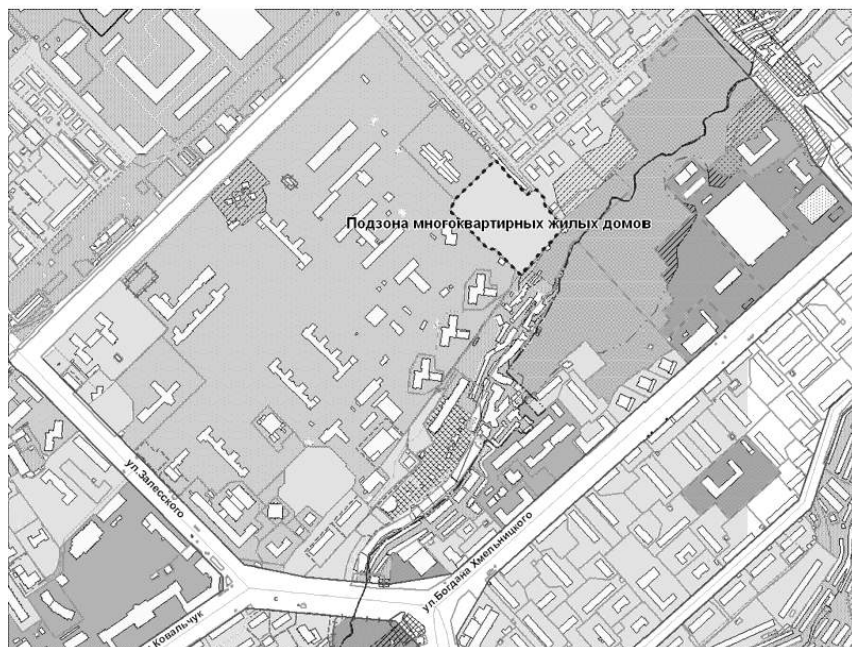 Подзона многоквартирных жилых домов
ул.Залесского
ул.Богдана Хмельницкого
Ковальчук